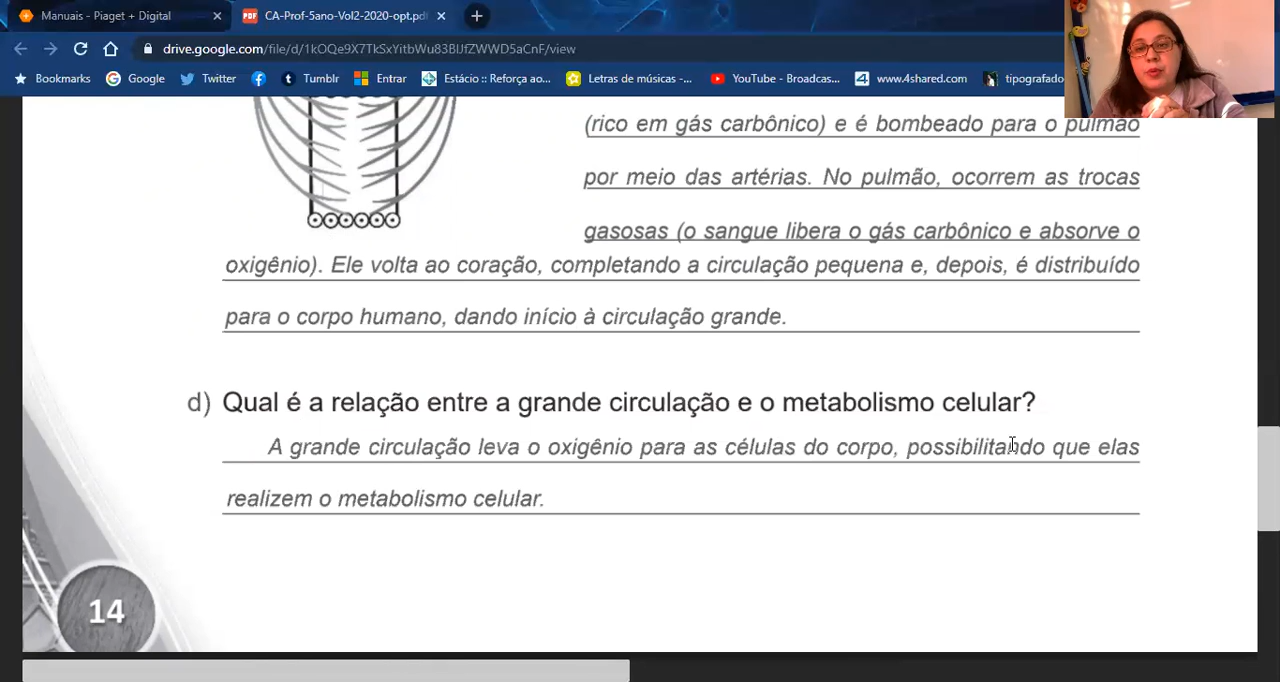 Manuais - Piaget + Digital
CA-Prof-5ano-Vol2-2020-opt.pd
drive.google.com/file/d/1kOQe9X7TkSxYitbWu83BlJfZWWD5aCnF/view
Bookmarks Google Twitter Tumblr Entrar Estácio :: Reforça ao... Letras de músicas -... YouTube - Broadcas... www.4shared.com tipografado
(rico em gás carbônico) e é bombeado para o pulmão
por meio das artérias. No pulmão, ocorrem as trocas
gasosas (o sangue libera o gás carbônico e absorve o
oxigênio). Ele volta ao coração, completando a circulação pequena e, depois, é distribuído
para o corpo humano, dando início à circulação grande.
d) Qual é a relação entre a grande circulação e o metabolismo celular?
A grande circulação leva o oxigênio para as células do corpo, possibilitando que elas
realizem o metabolismo celular.
14